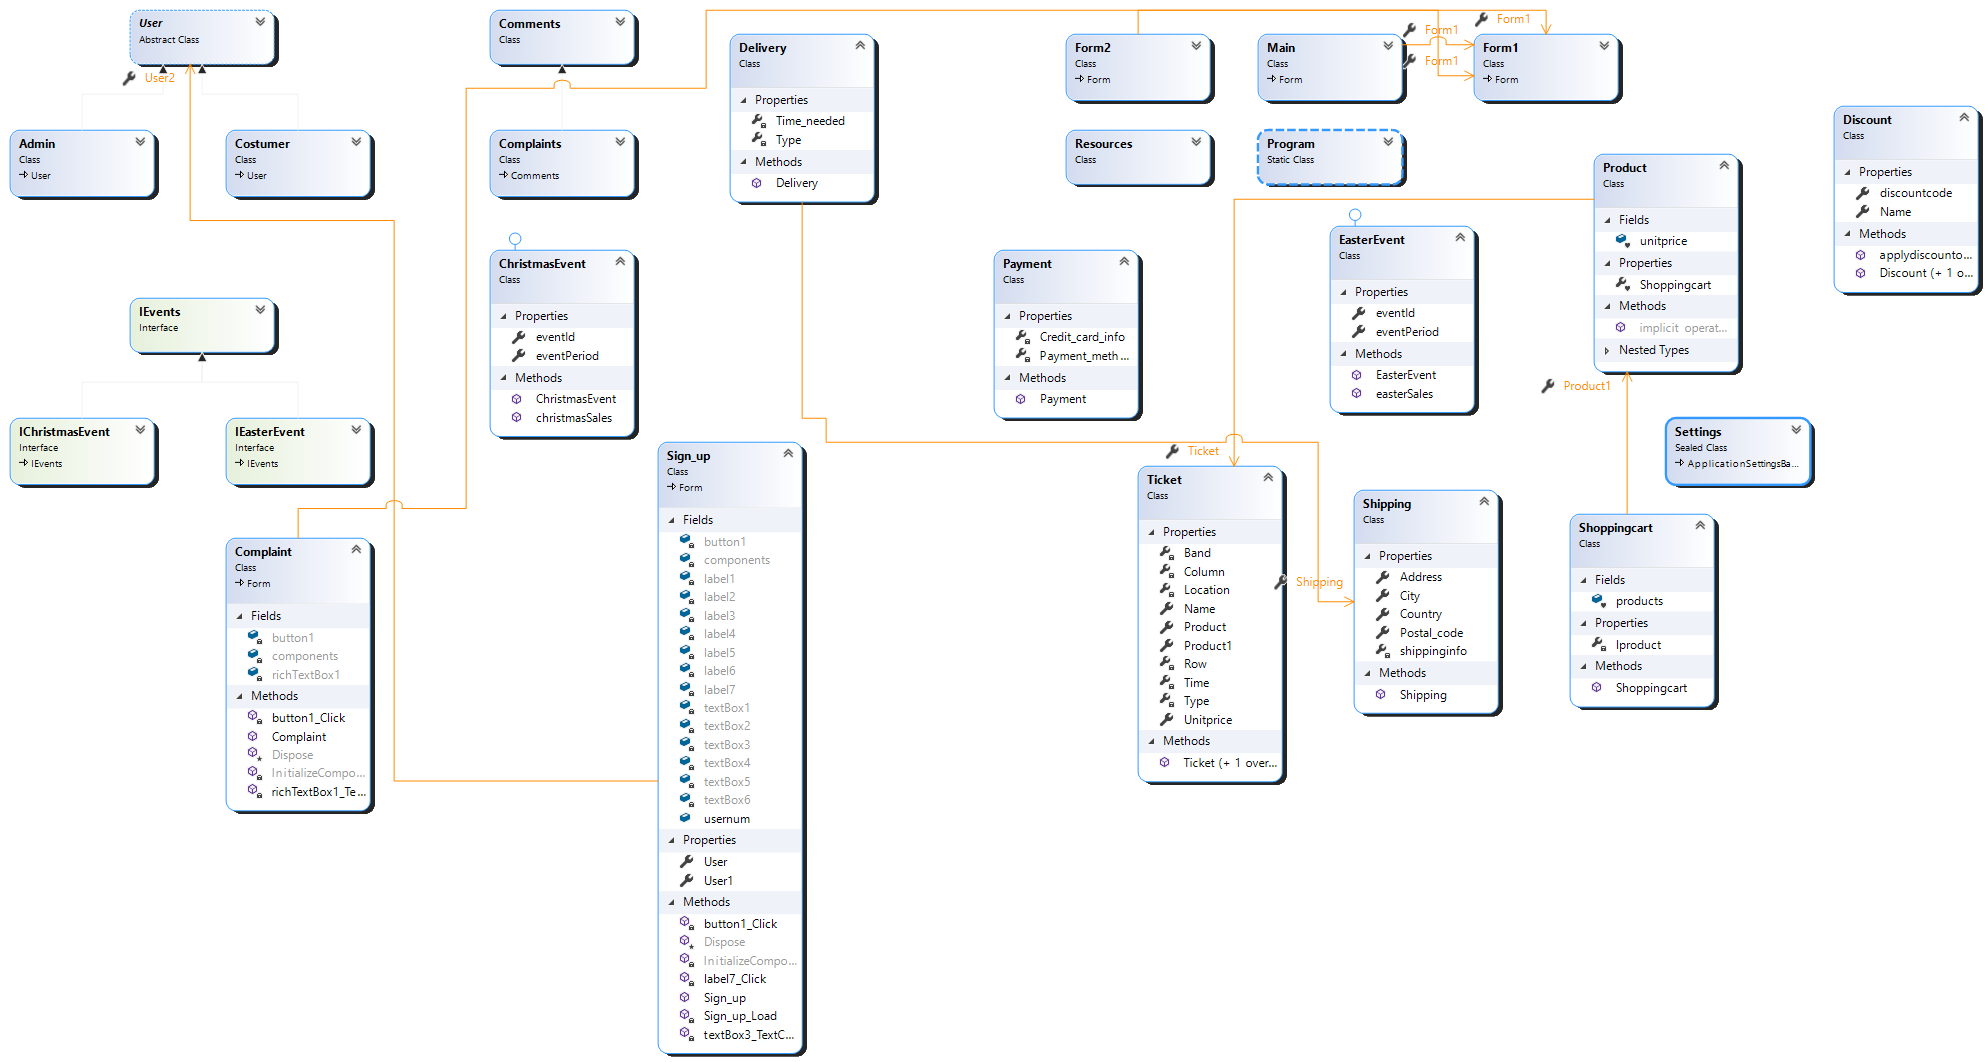 User
Abstract Class
User2
Admin
Class
User
Costumer
Class
User
IEvents
Interface
IChristmasEvent
Interface
IEvents
IEasterEvent
Interface
IEvents
Complaint
Class
Form
Fields
button1
components
richTextBox1
Methods
button1_Click
Complaint
Dispose
InitializeCompo...
richTextBox1_Te...
Comments
Class
Complaints
Class
Comments
ChristmasEvent
Class
Properties
eventId
eventPeriod
Methods
ChristmasEvent
christmasSales
Sign_up
Class
Form
Fields
button1
components
label1
label2
label3
label4
label5
label6
label7
textBox1
textBox2
textBox3
textBox4
textBox5
textBox6
usernum
Properties
User
User1
Methods
button1_Click
Dispose
InitializeCompo...
label7_Click
Sign_up
Sign_up_Load
textBox3_TextC...
Delivery
Class
Properties
Time_needed
Type
Methods
Delivery
Payment
Class
Properties
Credit_card_info
Payment_meth...
Methods
Payment
Form2
Class
Form
Resources
Class
Main
Class
Form
Form1
Form1
Form1
Form1
Class
Form
Program
Static Class
EasterEvent
Class
Properties
eventId
eventPeriod
Methods
EasterEvent
easterSales
Ticket
Ticket
Class
Properties
Band
Column
Location
Name
Product
Product1
Row
Time
Type
Unitprice
Methods
Ticket (+ 1 over...
Shipping
Shipping
Class
Properties
Address
City
Country
Postal_code
shippinginfo
Methods
Shipping
Product
Class
Fields
unitprice
Properties
Shoppingcart
Methods
implicit operat...
Nested Types
Product1
Settings
Sealed Class
ApplicationSettingsBa...
Shoppingcart
Class
Fields
products
Properties
Iproduct
Methods
Shoppingcart
Discount
Class
Properties
discountcode
Name
Methods
applydiscounto...
Discount (+ 1 o...